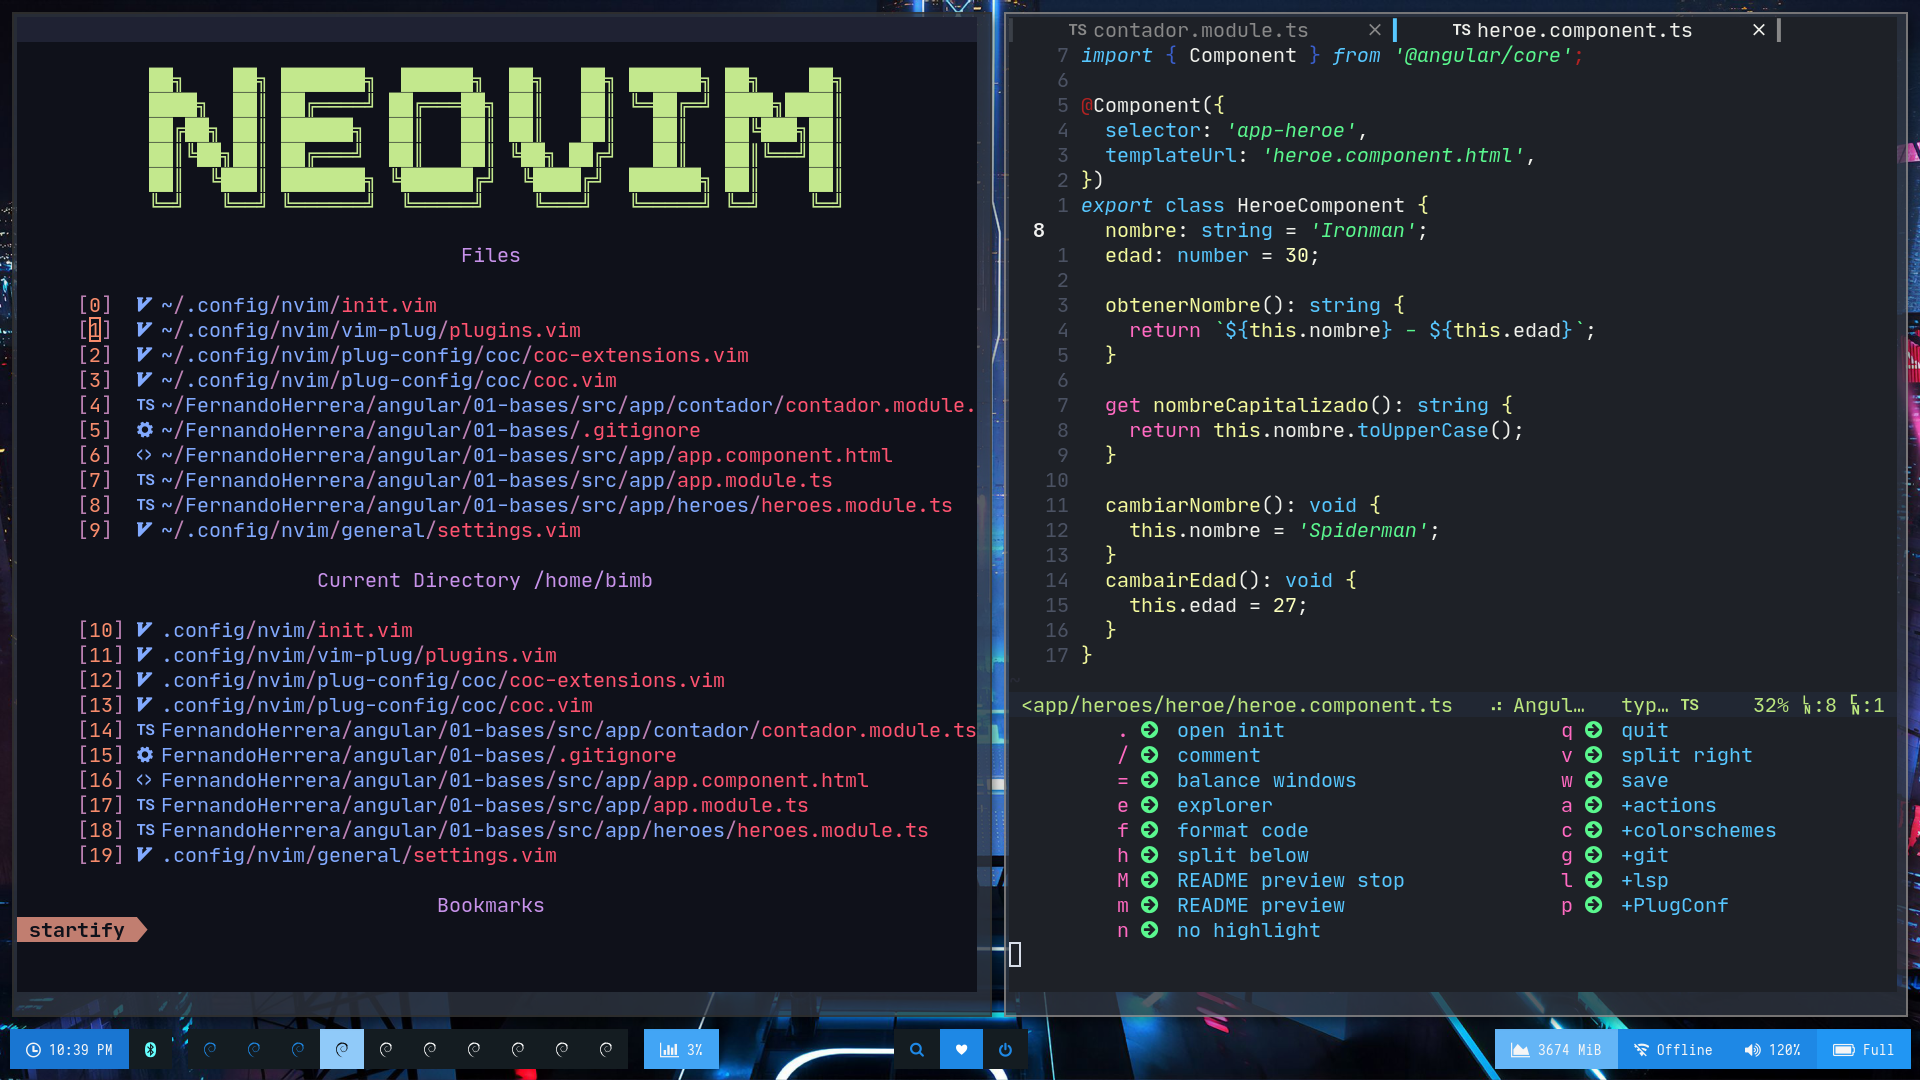 NEOVIM
Files
[0] ~/.config/nvim/init.vim
[1] ~/.config/nvim/vim-plug/plugins.vim
[2] ~/.config/nvim/plug-config/coc/coc-extensions.vim
[3] ~/.config/nvim/plug-config/coc/coc.vim
[4] TS ~/FernandoHerrera/angular/01-bases/src/app/contador/contador.module.
[5] ~/FernandoHerrera/angular/01-bases/.gitignore
[6] <> ~/FernandoHerrera/angular/01-bases/src/app/app.component.html
[7] TS ~/FernandoHerrera/angular/01-bases/src/app/app.module.ts
[8] TS ~/FernandoHerrera/angular/01-bases/src/app/heroes/heroes.module.ts
[9] ~/.config/nvim/general/settings.vim
Current Directory /home/bimb
[10] .config/nvim/init.vim
[11] .config/nvim/vim-plug/plugins.vim
[12] .config/nvim/plug-config/coc/coc-extensions.vim
[13] .config/nvim/plug-config/coc/coc.vim
[14] TS FernandoHerrera/angular/01-bases/src/app/contador/contador.module.ts
[15] FernandoHerrera/angular/01-bases/.gitignore
[16] <> FernandoHerrera/angular/01-bases/src/app/app.component.html
[17] TS FernandoHerrera/angular/01-bases/src/app/app.module.ts
[18] TS FernandoHerrera/angular/01-bases/src/app/heroes/heroes.module.ts
[19] .config/nvim/general/settings.vim
Bookmarks
startify
TS contador.module.ts × TS heroe.component.ts ×
7 import { Component } from '@angular/core';
6
5 @Component({
4 selector: 'app-heroe',
3 templateUrl: 'heroe.component.html',
2 })
1 export class HeroeComponent {
8 nombre: string = 'Ironman';
1 edad: number = 30;
2
3 obtenerNombre(): string {
4 return `${this.nombre} - ${this.edad}`;
5 }
6
7 get nombreCapitalizado(): string {
8 return this.nombre.toUpperCase();
9 }
10
11 cambiarNombre(): void {
12 this.nombre = 'Spiderman';
13 }
14 cambairEdad(): void {
15 this.edad = 27;
16 }
17 }
<app/heroes/heroe/heroe.component.ts Angul… typ… TS 32% LN:8 CN:1
. open init q quit
/ comment v split right
= balance windows w save
e explorer a +actions
f format code c +colorschemes
h split below g +git
M README preview stop l +lsp
m README preview p +PlugConf
n no highlight
10:39 PM 3% 3674 MiB Offline 120% Full